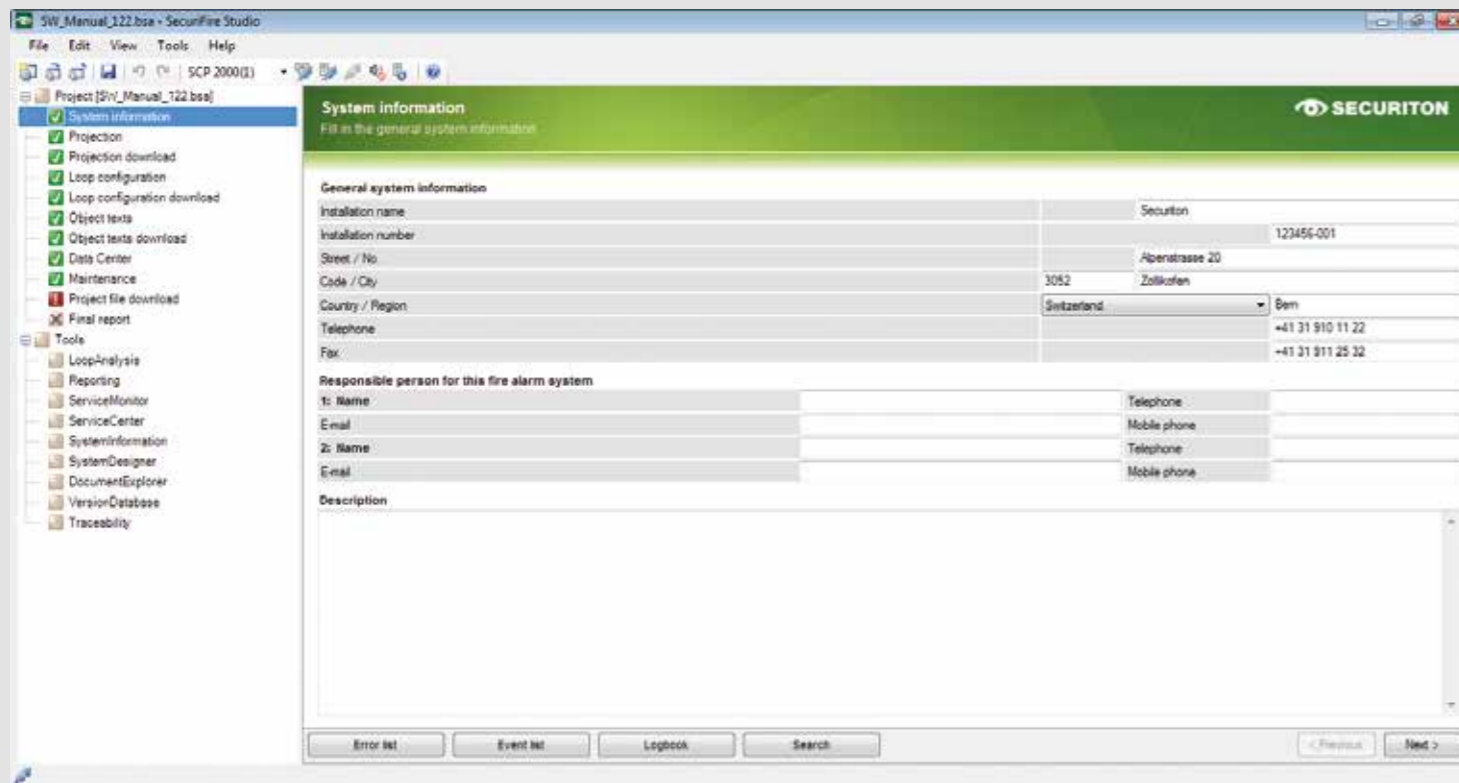 SW_Manual_122.bsa - SecuriFire Studio
File Edit View Tools Help
SCP 2000(1)
Project [SW_Manual_122.bsa]
System information
Projection
Projection download
Loop configuration
Loop configuration download
Object texts
Object texts download
Data Center
Maintenance
Project file download
Final report
Tools
LoopAnalysis
Reporting
ServiceMonitor
ServiceCenter
SystemInformation
SystemDesigner
DocumentExplorer
VersionDatabase
Traceability
System information
Fill in the general system information
SECURITON
General system information
Installation name Securiton
Installation number 123456-001
Street / No. Alpenstrasse 20
Code / City 3052 Zollikofen
Country / Region Switzerland Bern
Telephone +41 31 910 11 22
Fax +41 31 911 25 32
Responsible person for this fire alarm system
1: Name Telephone
E-mail Mobile phone
2: Name Telephone
E-mail Mobile phone
Description
Error list Event list Logbook Search < Previous Next >